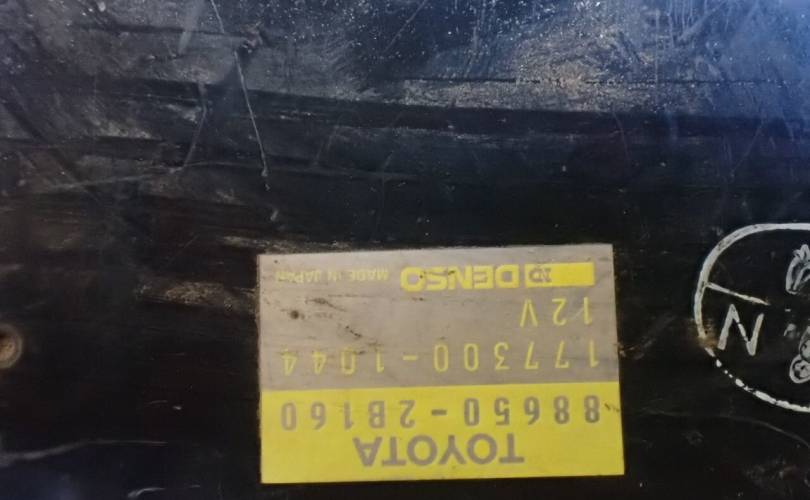 TOYOTA
88650-2B160
177300-1044
12V
DENSO MADE IN JAPAN
N